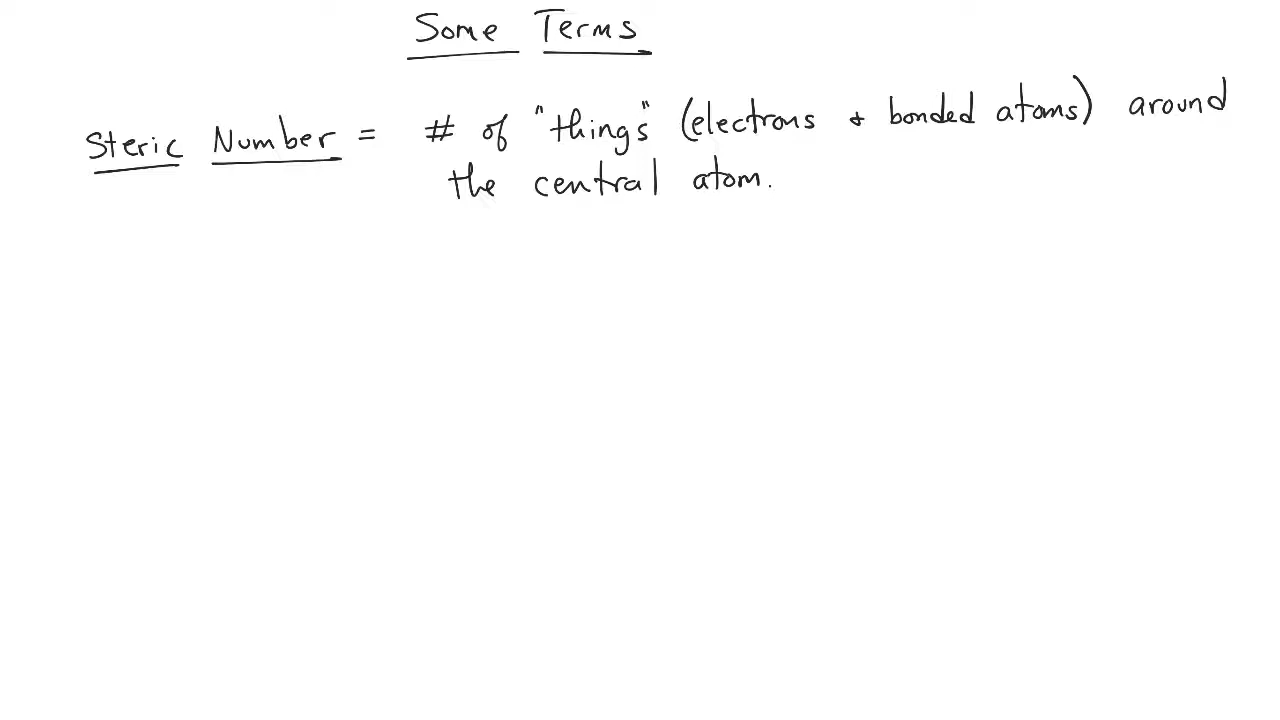 Some Terms
Steric Number = # of "things" (electrons & bonded atoms) around
the central atom.